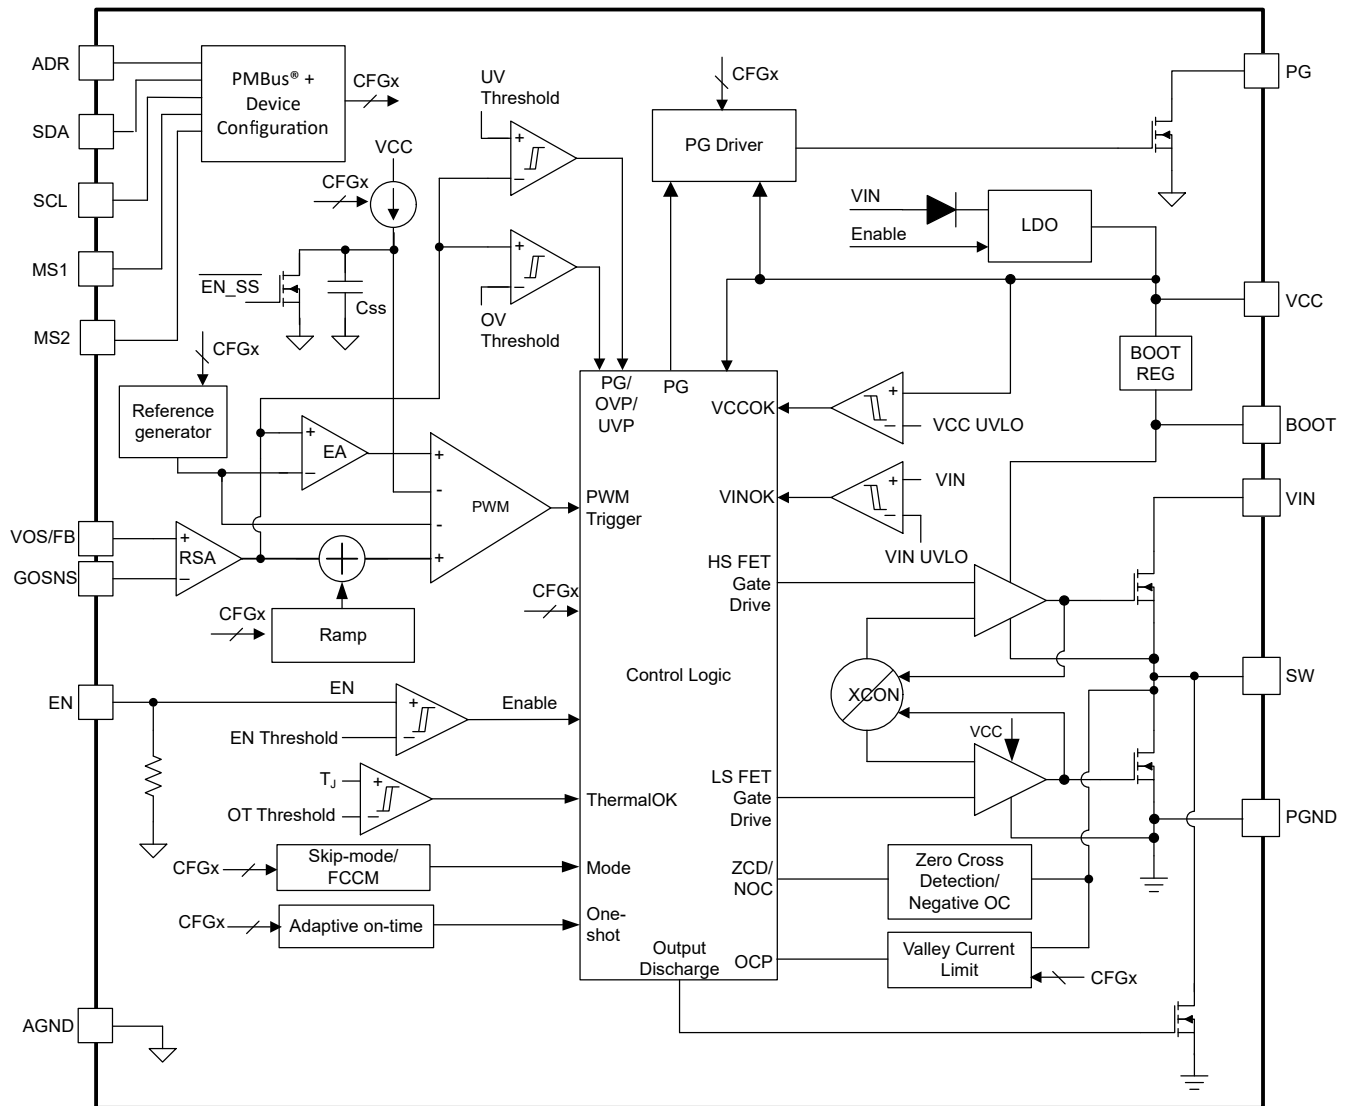 ADR
SDA
SCL
MS1
MS2
PMBus® +
Device
Configuration
CFGx
VCC
CFGx
EN_SS
Css
UV
Threshold
+
−
+
−
OV
Threshold
CFGx
PG Driver
PG
VIN
Enable
LDO
VCC
BOOT
REG
BOOT
VIN
CFGx
Reference
generator
+
−
EA
+
-
-
+
PWM
VOS/FB
GOSNS
+
−
RSA
CFGx
Ramp
PG/
OVP/
UVP
PG
VCCOK
+
−
VCC UVLO
VINOK
+
−
VIN
VIN UVLO
PWM
Trigger
HS FET
Gate
Drive
CFGx
Control Logic
XCON
SW
EN
EN
+
−
EN Threshold
Enable
VCC
TJ
+
−
OT Threshold
ThermalOK
LS FET
Gate
Drive
PGND
CFGx
Skip-mode/
FCCM
Mode
ZCD/
NOC
Zero Cross
Detection/
Negative OC
CFGx
Adaptive on-time
One-
shot
Output
Discharge
OCP
Valley Current
Limit
CFGx
AGND